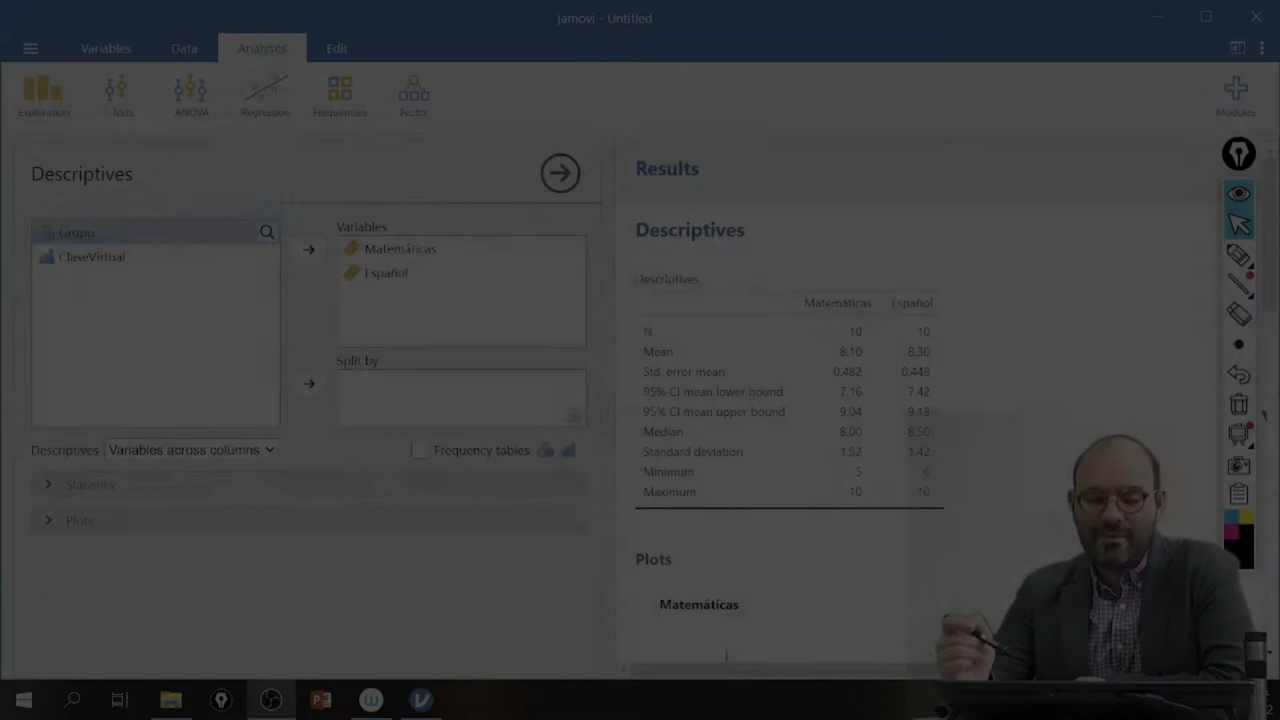 jamovi - Untitled
Variables Data Analyses Edit
Exploration Tests ANOVA Regression Frequencies Factor Modules
Descriptives
Results
Grupo
ClaseVirtual
Variables
Matemáticas
Español
Split by
Descriptives Variables across columns Frequency tables
Statistics
Plots
Descriptives
Descriptives
Matemáticas Español
N 10 10
Mean 8.10 8.30
Std. error mean 0.482 0.448
95% CI mean lower bound 7.16 7.42
95% CI mean upper bound 9.04 9.18
Median 8.00 8.50
Standard deviation 1.52 1.42
Minimum 5 6
Maximum 10 10
Plots
Matemáticas